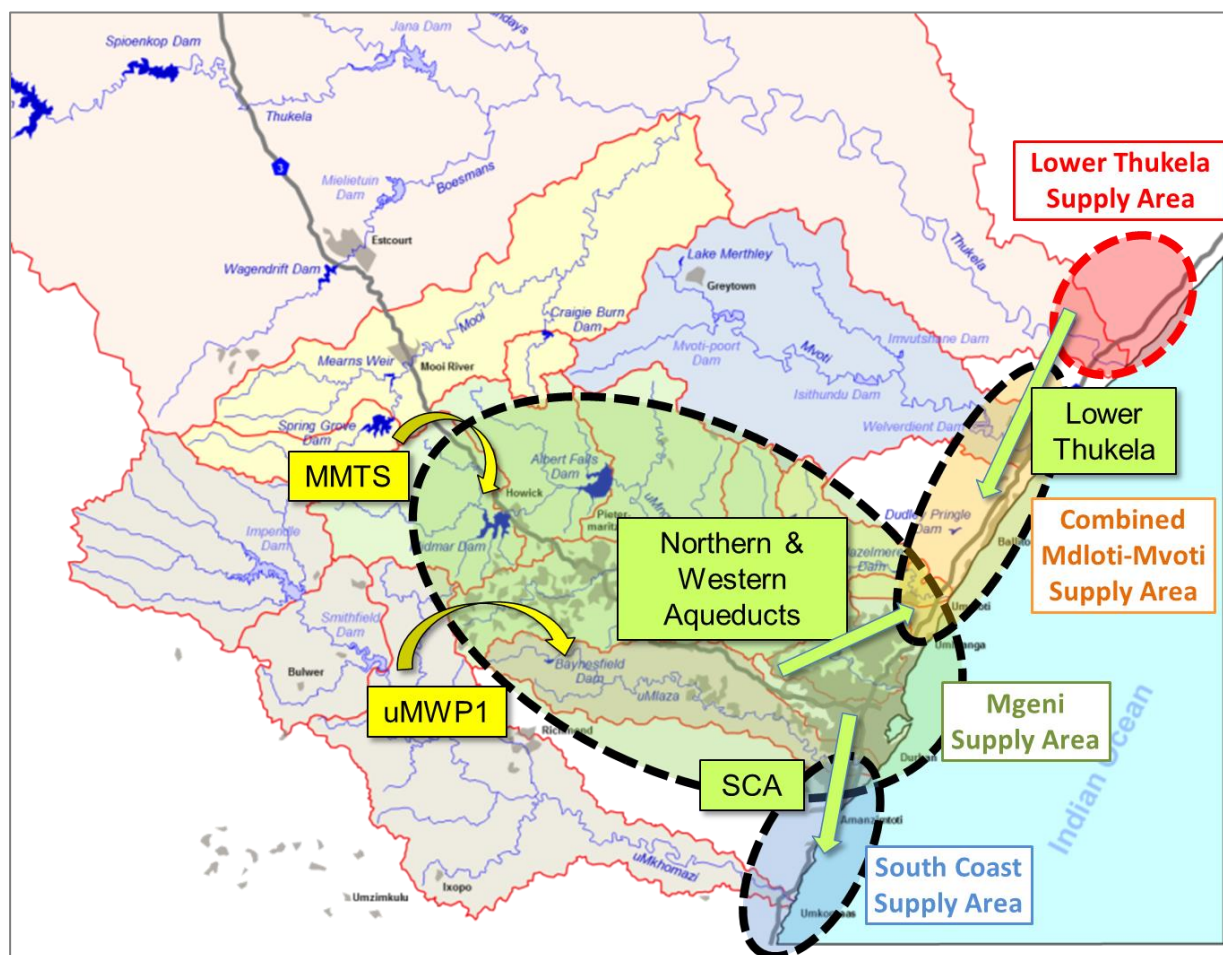 Spioenkop Dam
Jana Dam
Thukela
3
Mielietuin
Dam
Boesmans
Estcourt
Wagendrift Dam
Lower Thukela
Supply Area
Thukela
Lake Merthley
Greytown
Mooi
Craigie Burn
Dam
Mearns Weir
Mooi River
Mvoti-poort
Dam
Mvoti
Imvutshane Dam
Isithundu Dam
Welverdient Dam
Lower
Thukela
Spring Grove
Dam
MMTS
Albert Falls
Dam
Howick
Dudley Pringle
Dam
Combined
Mdloti-Mvoti
Supply Area
Impendle
Dam
Northern &
Western
Aqueducts
Smithfield
Dam
Bulwer
Baynesfield
Dam
uMlaza
uMWP1
Mgeni
Supply Area
Richmond
Durban
SCA
Amanzimtoti
Indian Ocean
South Coast
Supply Area
uMkhomazi
Ixopo
Umzimkulu